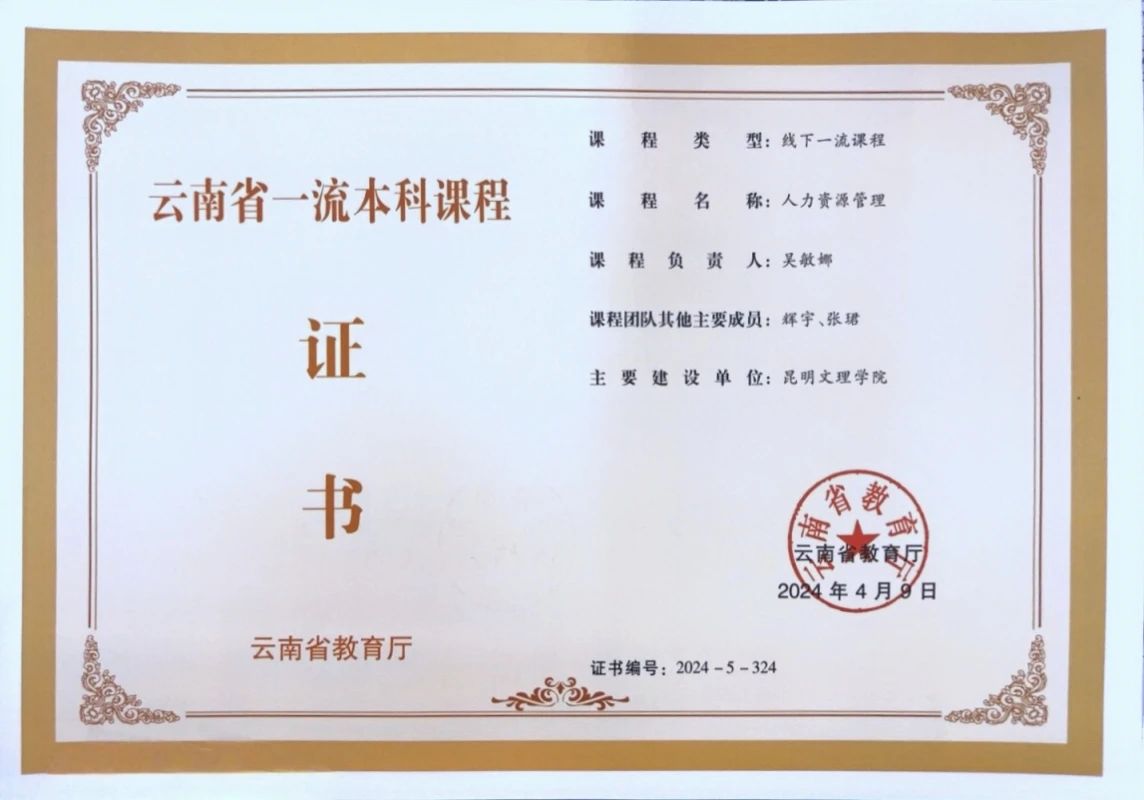 云南省一流本科课程
证
书
云南省教育厅
课程类型：线下一流课程
课程名称：人力资源管理
课程负责人：吴敏娜
课程团队其他主要成员：辉宇、张珺
主要建设单位：昆明文理学院
云南省教育厅
云南省教育厅
2024 年 4 月 9 日
证书编号：2024－5－324